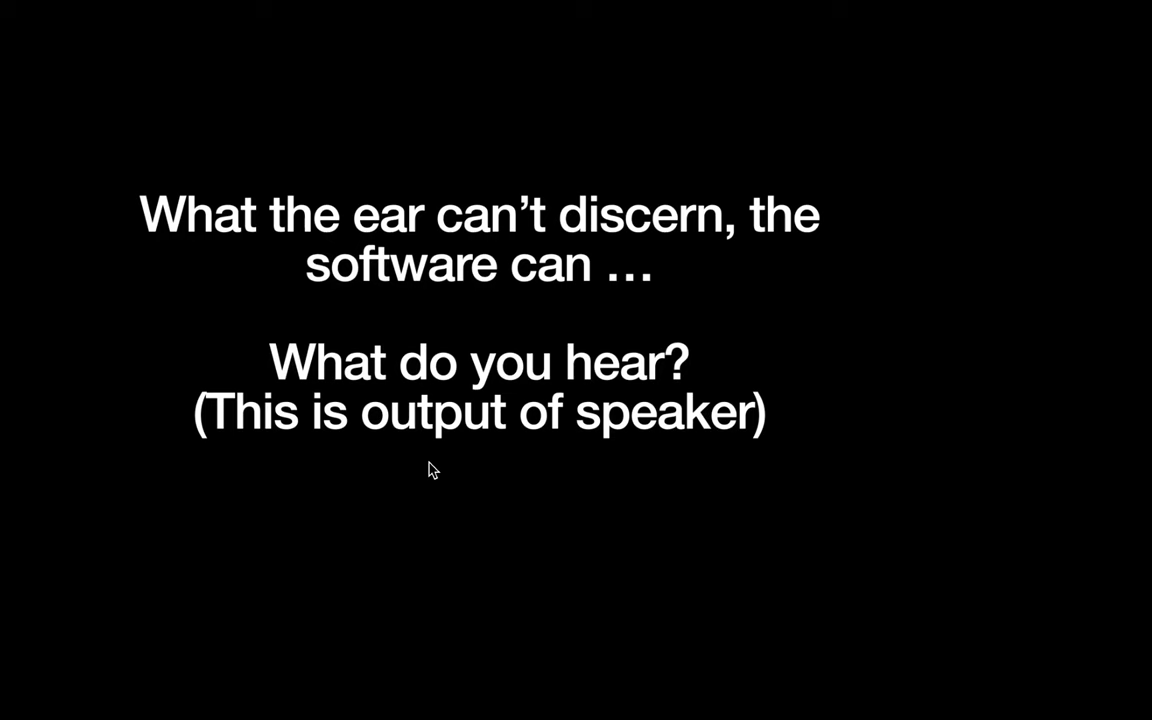 What the ear can’t discern, the
software can …
What do you hear?
(This is output of speaker)